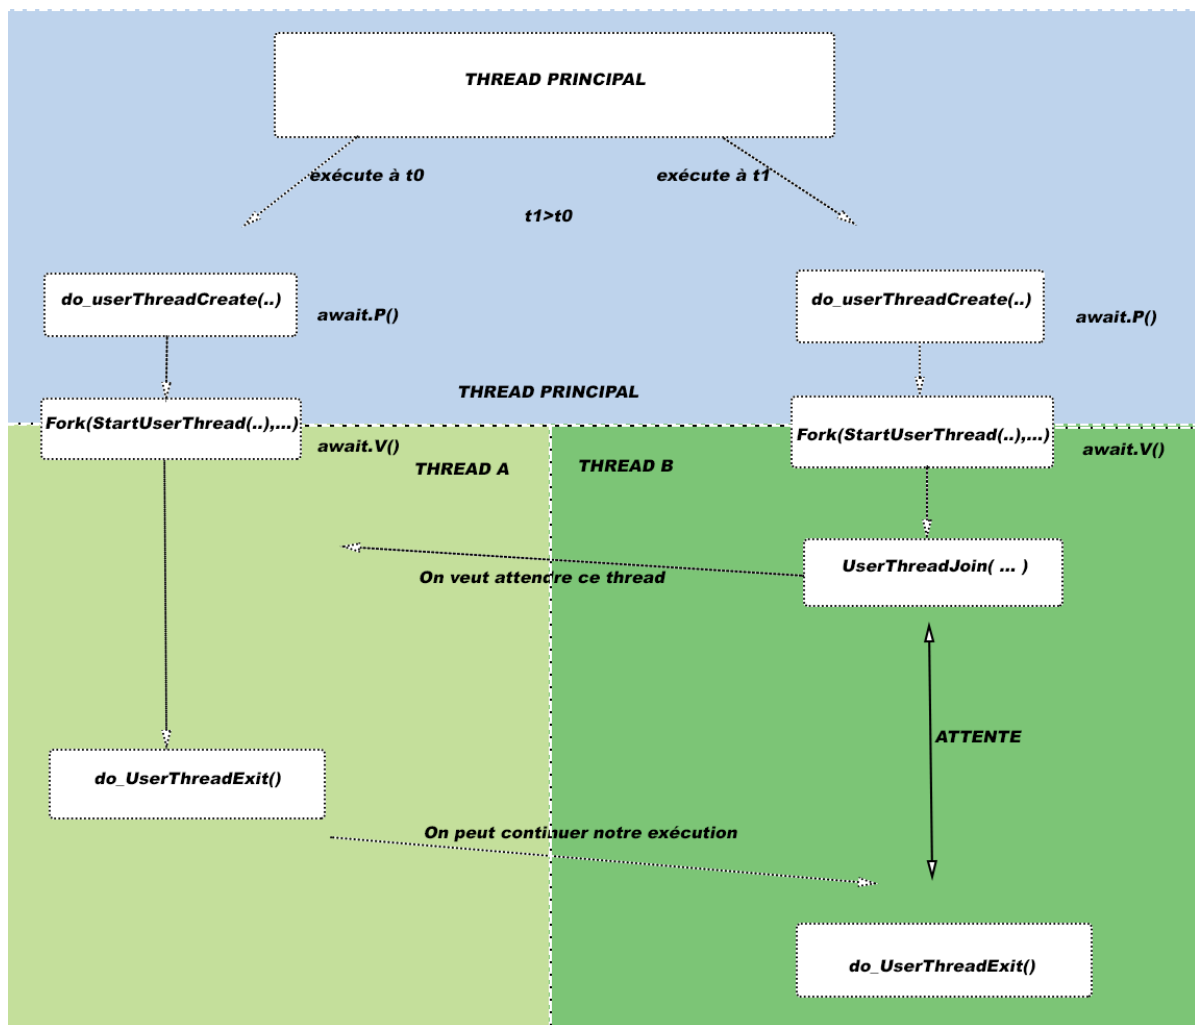 THREAD PRINCIPAL
exécute à t0
exécute à t1
t1>t0
do_userThreadCreate(..)
await.P()
do_userThreadCreate(..)
await.P()
THREAD PRINCIPAL
Fork(StartUserThread(..),...)
await.V()
Fork(StartUserThread(..),...)
await.V()
THREAD A
THREAD B
UserThreadJoin( ... )
On veut attendre ce thread
ATTENTE
do_UserThreadExit()
On peut continuer notre exécution
do_UserThreadExit()